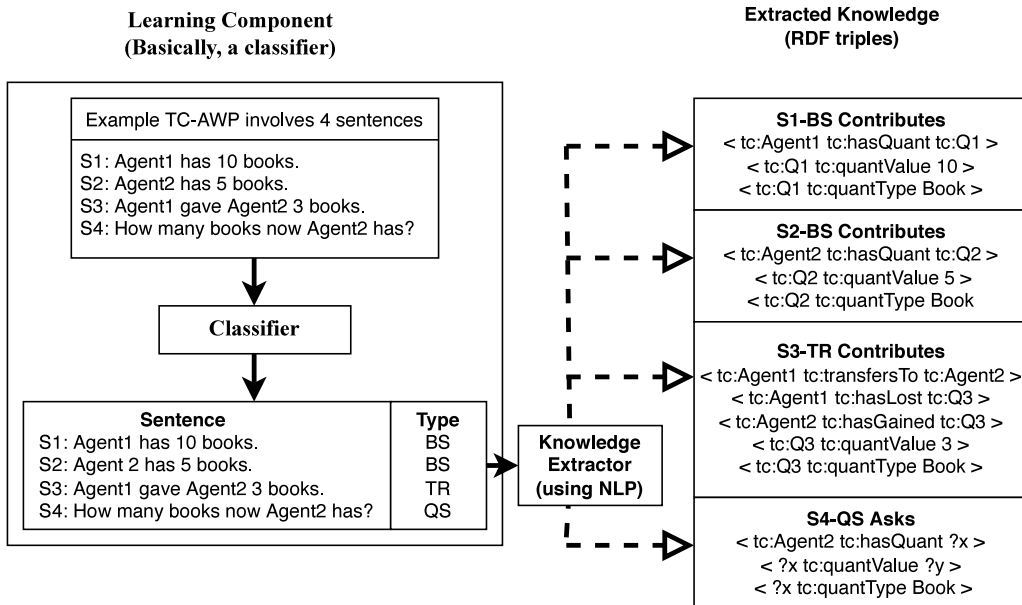 Learning Component
(Basically, a classifier)
Example TC-AWP involves 4 sentences
S1: Agent1 has 10 books.
S2: Agent2 has 5 books.
S3: Agent1 gave Agent2 3 books.
S4: How many books now Agent2 has?
Classifier
Sentence Type
S1: Agent1 has 10 books. BS
S2: Agent 2 has 5 books. BS
S3: Agent1 gave Agent2 3 books. TR
S4: How many books now Agent2 has? QS
Knowledge
Extractor
(using NLP)
Extracted Knowledge
(RDF triples)
S1-BS Contributes
< tc:Agent1 tc:hasQuant tc:Q1 >
< tc:Q1 tc:quantValue 10 >
< tc:Q1 tc:quantType Book >
S2-BS Contributes
< tc:Agent2 tc:hasQuant tc:Q2 >
< tc:Q2 tc:quantValue 5 >
< tc:Q2 tc:quantType Book
S3-TR Contributes
< tc:Agent1 tc:transfersTo tc:Agent2 >
< tc:Agent1 tc:hasLost tc:Q3 >
< tc:Agent2 tc:hasGained tc:Q3 >
< tc:Q3 tc:quantValue 3 >
< tc:Q3 tc:quantType Book >
S4-QS Asks
< tc:Agent2 tc:hasQuant ?x >
< ?x tc:quantValue ?y >
< ?x tc:quantType Book >